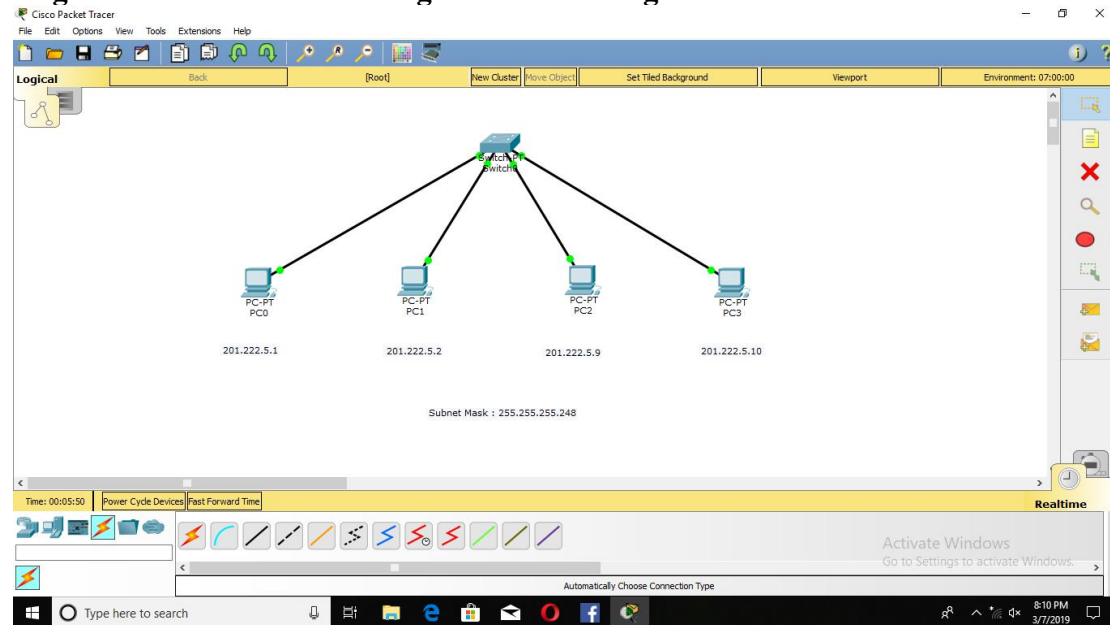 Cisco Packet Tracer
File Edit Options View Tools Extensions Help
Logical Back [Root] New Cluster Move Object Set Tiled Background Viewport Environment: 07:00:00
Switch-PT
Switch0
PC-PT
PC0
PC-PT
PC1
PC-PT
PC2
PC-PT
PC3
201.222.5.1
201.222.5.2
201.222.5.9
201.222.5.10
Subnet Mask : 255.255.255.248
Time: 00:05:50 Power Cycle Devices Fast Forward Time
Realtime
Automatically Choose Connection Type
Activate Windows
Go to Settings to activate Windows.
Type here to search
8:10 PM
3/7/2019